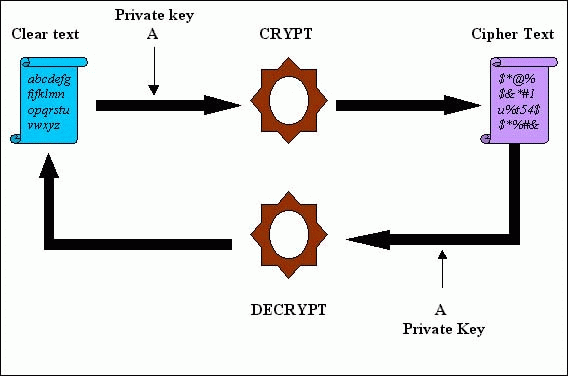 Private key
A
Clear text
CRYPT
Cipher Text
abcdefg
fijklmn
opqrstu
vwxyz
$*@%
$&*#1
u%t54$
$*%#&
DECRYPT
A
Private Key